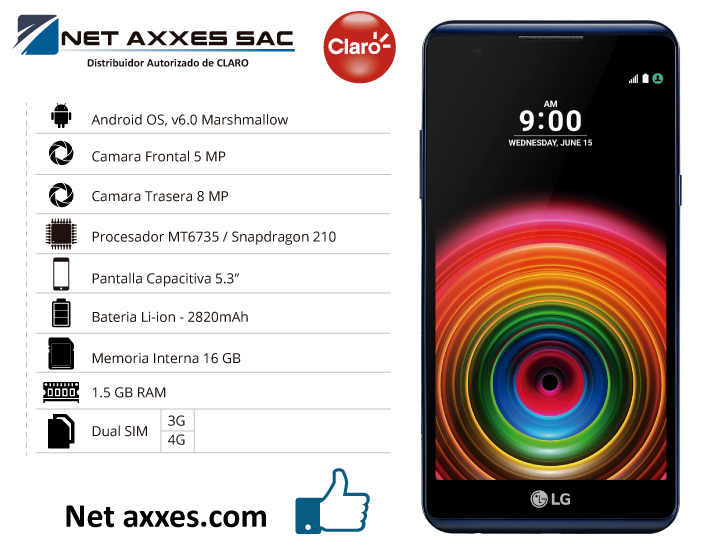 NET AXXES SAC
Distribuidor Autorizado de CLARO
Claro
Android OS, v6.0 Marshmallow
Camara Frontal 5 MP
Camara Trasera 8 MP
Procesador MT6735 / Snapdragon 210
Pantalla Capacitiva 5.3”
Bateria Li-ion - 2820mAh
Memoria Interna 16 GB
1.5 GB RAM
Dual SIM
3G
4G
Net axxes.com
AM
9:00
WEDNESDAY, JUNE 15
LG